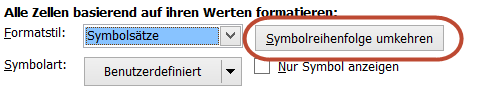 Alle Zellen basierend auf ihren Werten formatieren:
Formatstil: Symbolsätze Symbolreihenfolge umkehren
Symbolart: Benutzerdefiniert Nur Symbol anzeigen